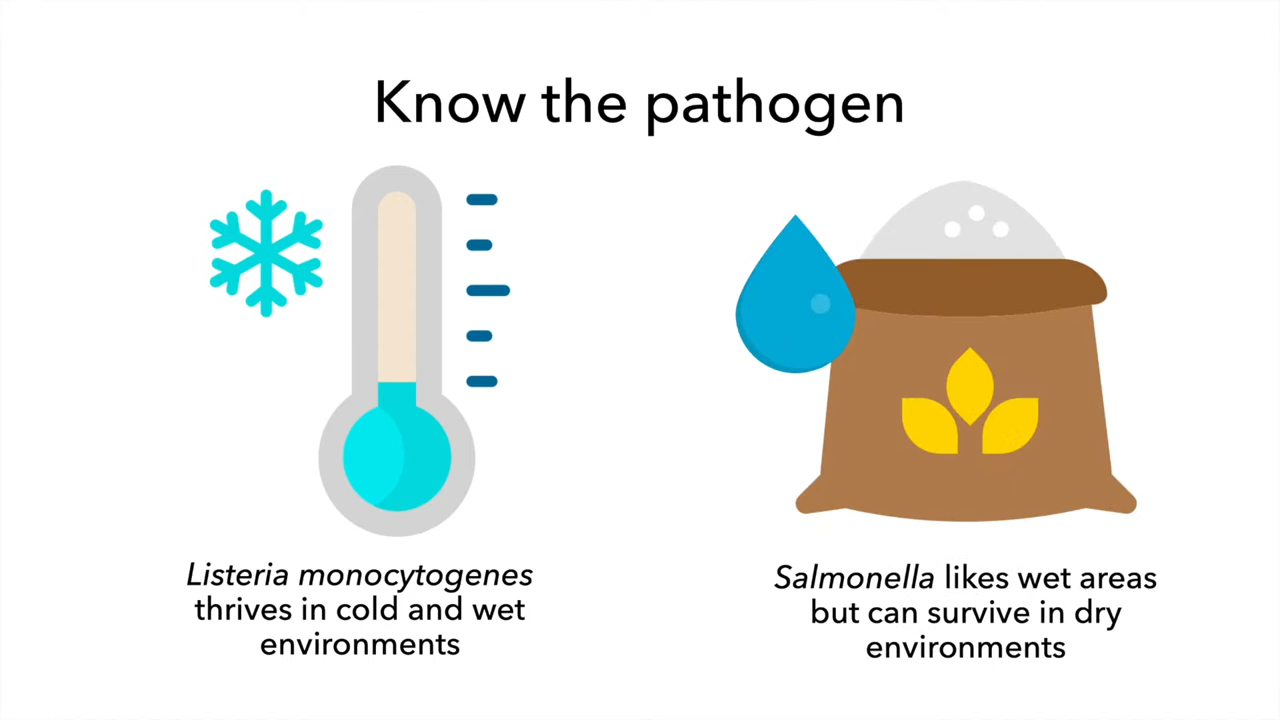 Know the pathogen
Listeria monocytogenes
thrives in cold and wet
environments
Salmonella likes wet areas
but can survive in dry
environments